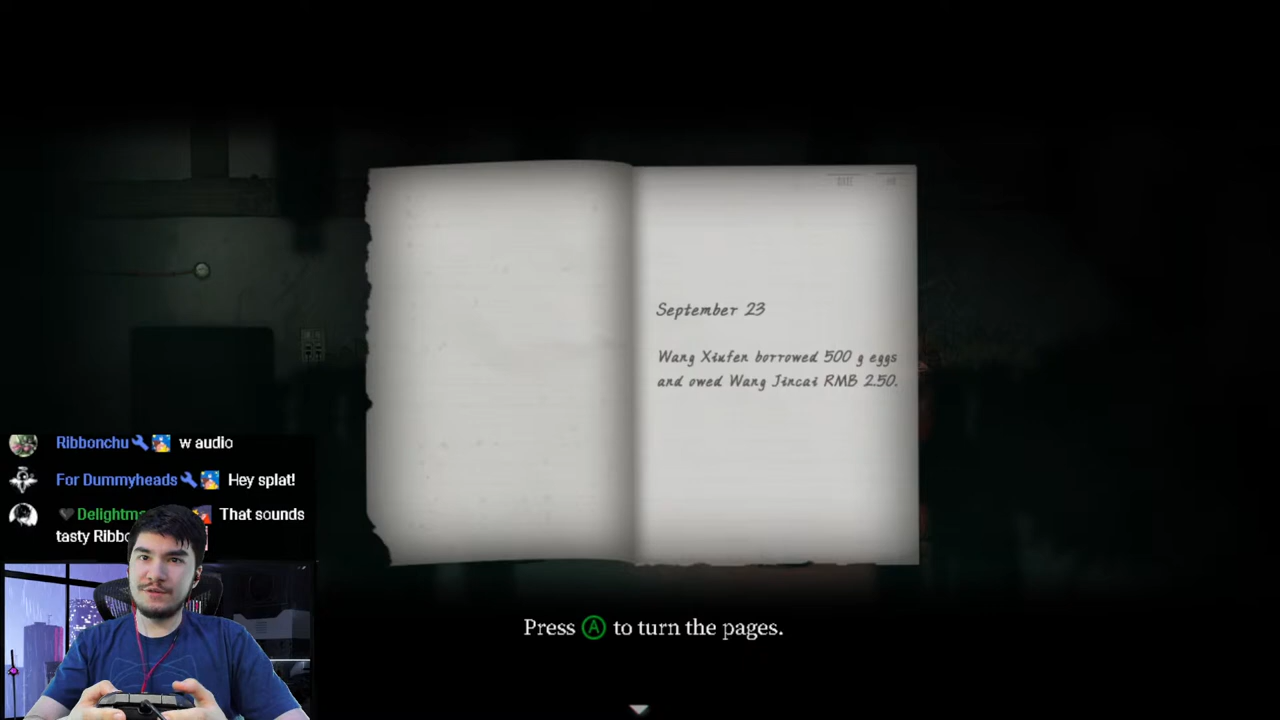 DATE
September 23
Wang Xiufen borrowed 500 g eggs
and owed Wang Jincai RMB 2.50.
Ribbonchu w audio
For Dummyheads Hey splat!
That sounds
tasty
Press A to turn the pages.